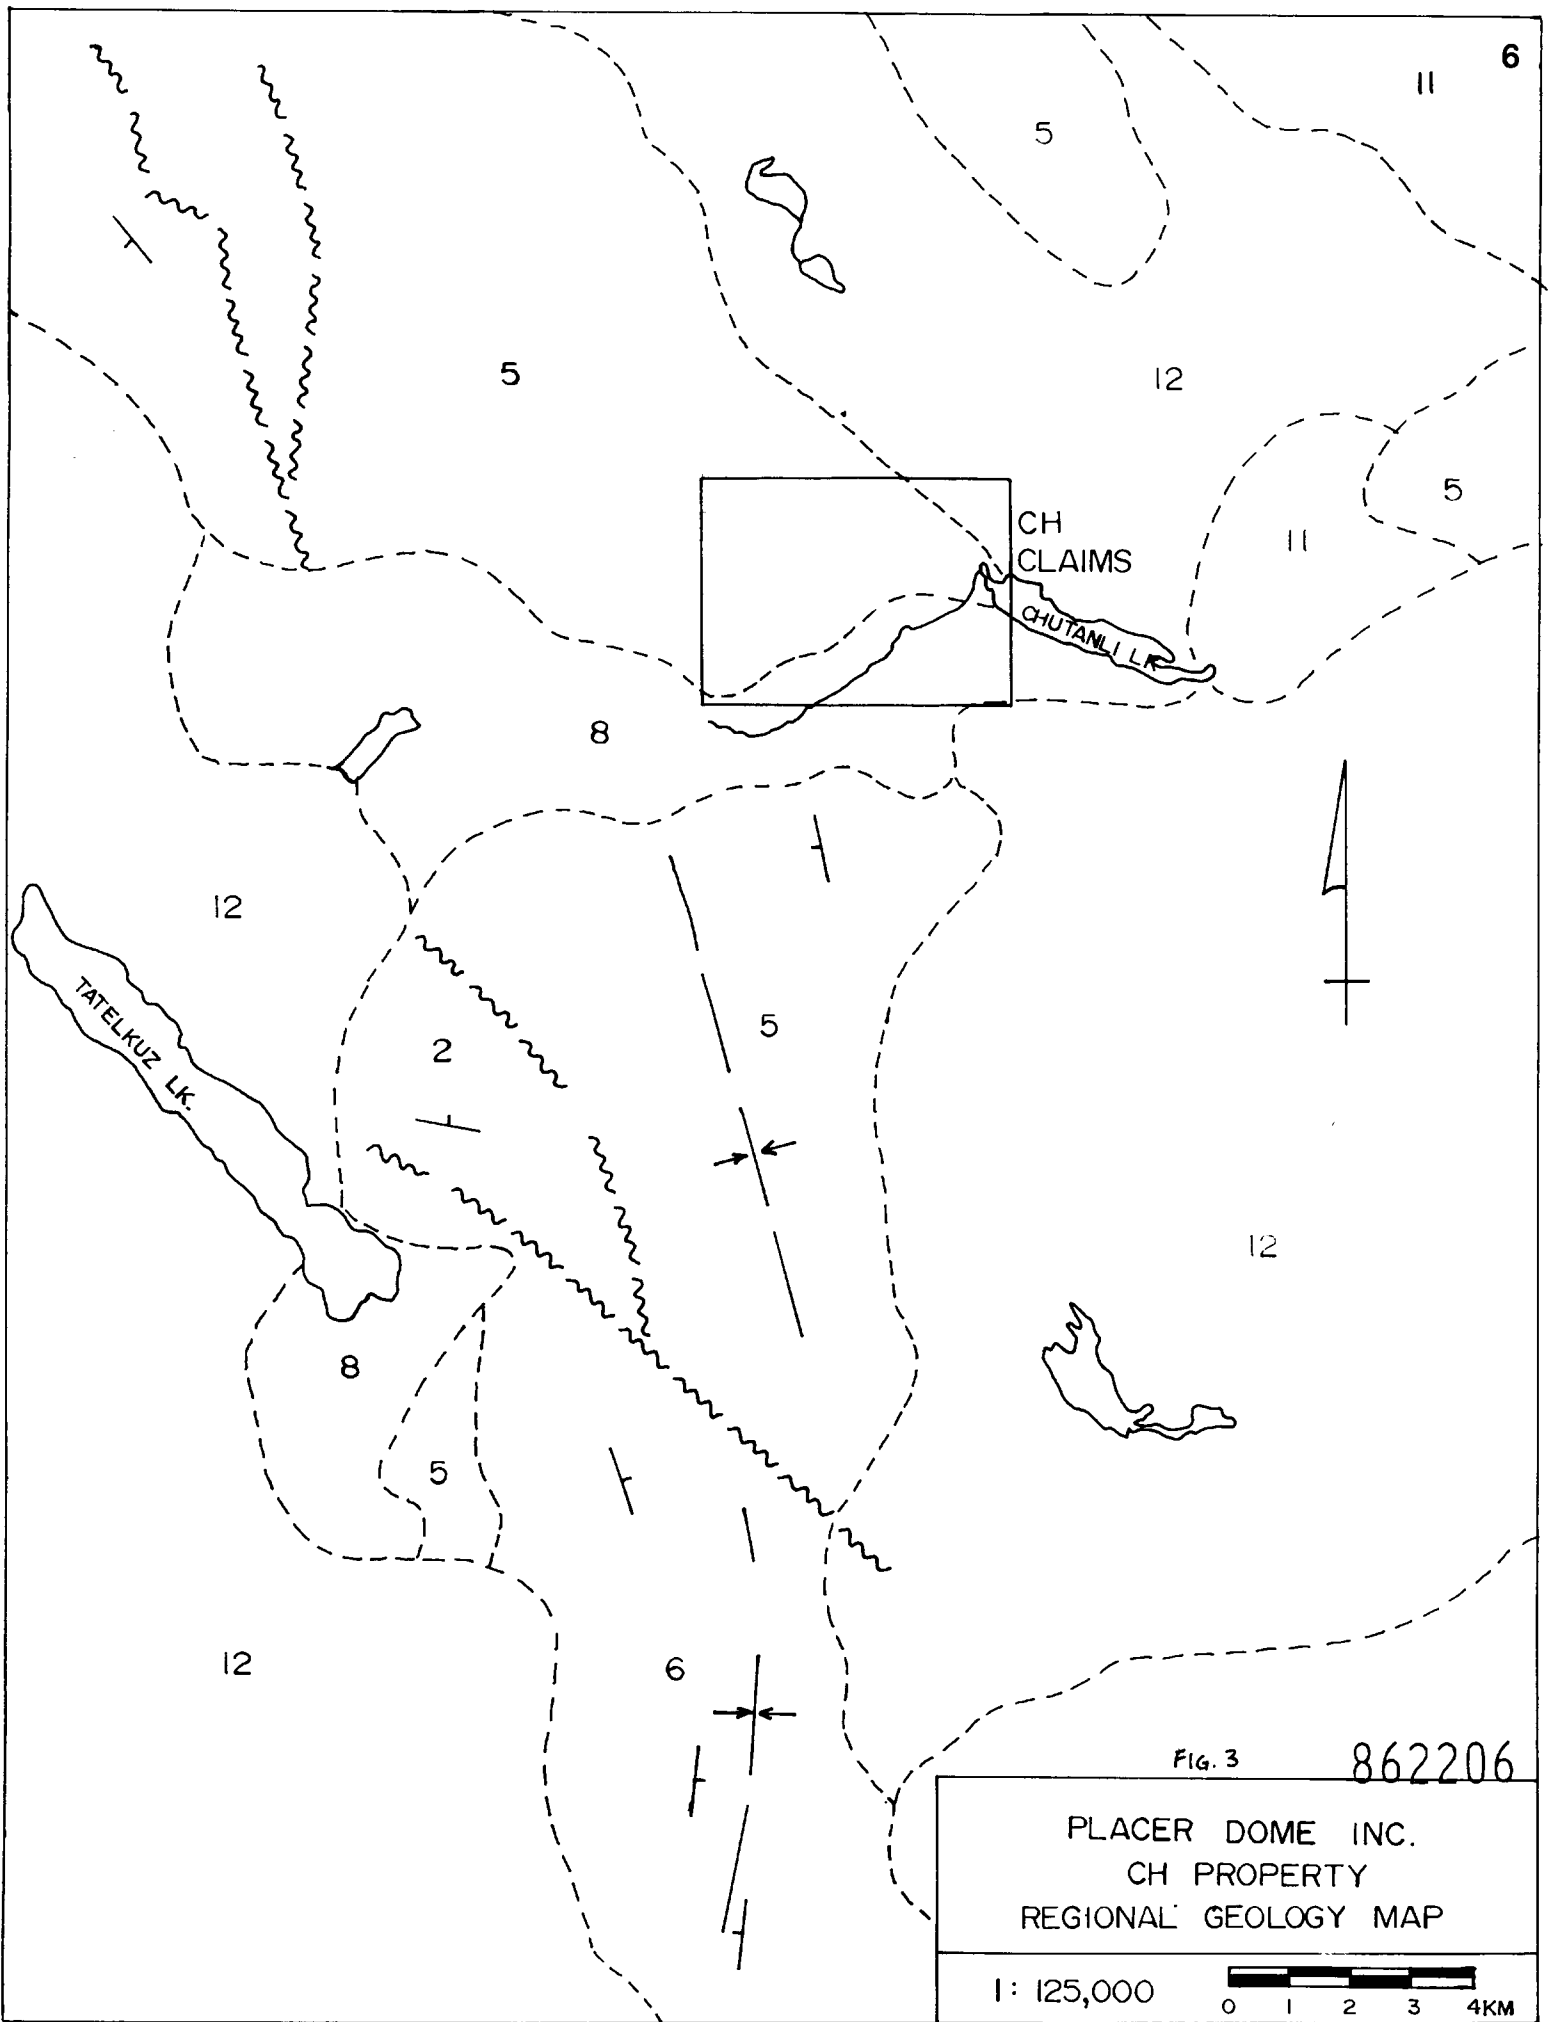 6
11
5
5
12
5
11
CH
CLAIMS
CHUTANLI LK
8
12
TATELKUZ LK.
2
5
12
8
5
12
6
FIG. 3
862206
PLACER DOME INC.
CH PROPERTY
REGIONAL GEOLOGY MAP
1: 125,000
0 1 2 3 4KM